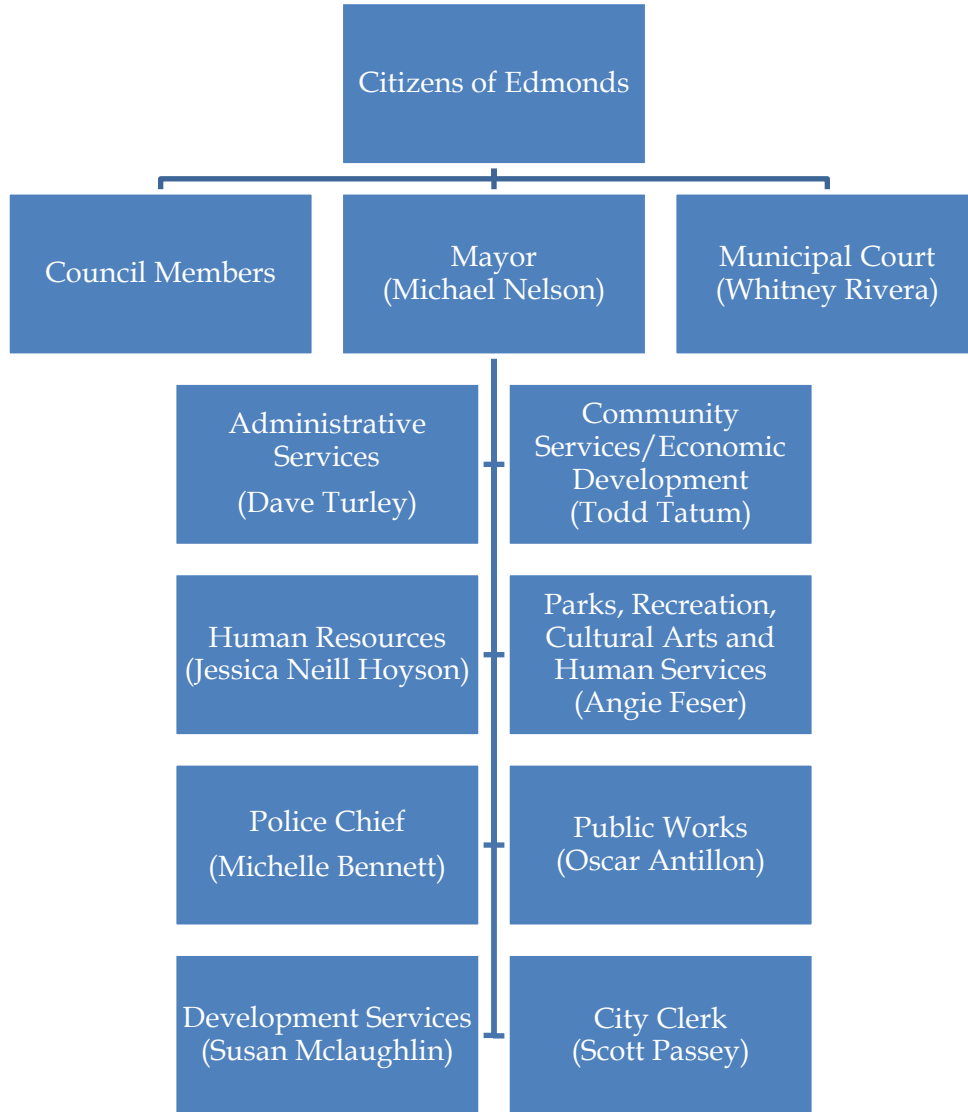 Citizens of Edmonds
Council Members
Mayor
(Michael Nelson)
Municipal Court
(Whitney Rivera)
Administrative
Services
(Dave Turley)
Community
Services/Economic
Development
(Todd Tatum)
Human Resources
(Jessica Neill Hoyson)
Parks, Recreation,
Cultural Arts and
Human Services
(Angie Feser)
Police Chief
(Michelle Bennett)
Public Works
(Oscar Antillon)
Development Services
(Susan Mclaughlin)
City Clerk
(Scott Passey)